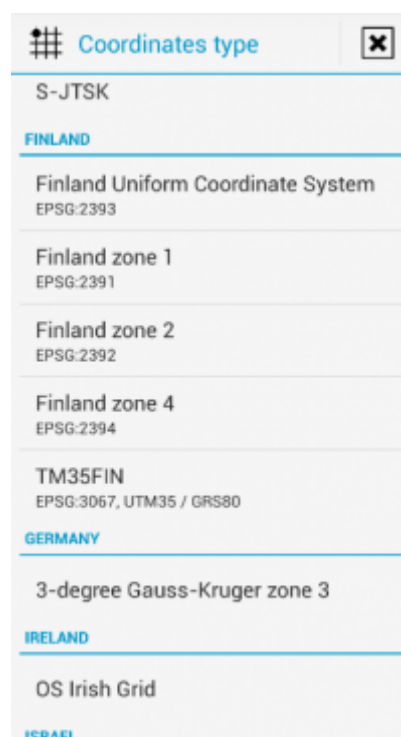 Coordinates type
S-JTSK
FINLAND
Finland Uniform Coordinate System
EPSG:2393
Finland zone 1
EPSG:2391
Finland zone 2
EPSG:2392
Finland zone 4
EPSG:2394
TM35FIN
EPSG:3067, UTM35 / GRS80
GERMANY
3-degree Gauss-Kruger zone 3
IRELAND
OS Irish Grid
ISRAEL